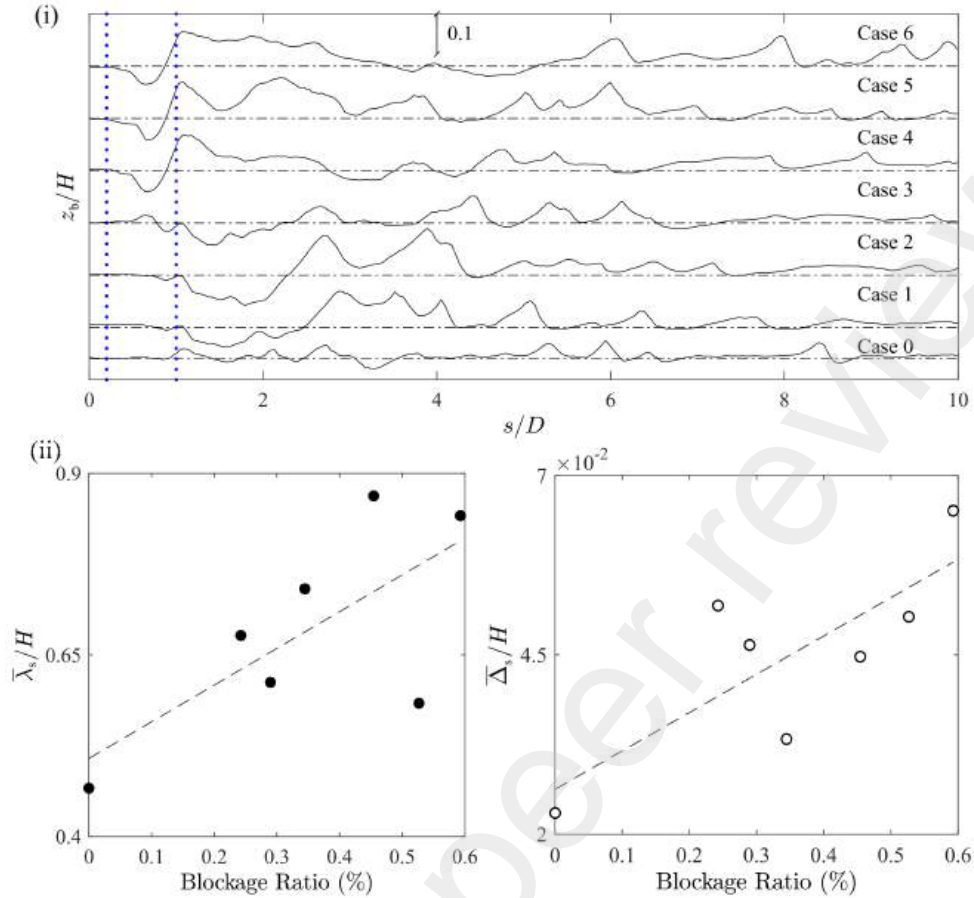 (i)
0.1
Case 6
Case 5
Case 4
Case 3
Case 2
Case 1
Case 0
z_b/H
0 2 4 6 8 10
s/D
(ii)
0.9
0.65
0.4
λ̅_s/H
0 0.1 0.2 0.3 0.4 0.5 0.6
Blockage Ratio (%)
×10⁻²
7
4.5
2
Δ̅_s/H
0 0.1 0.2 0.3 0.4 0.5 0.6
Blockage Ratio (%)
peer review